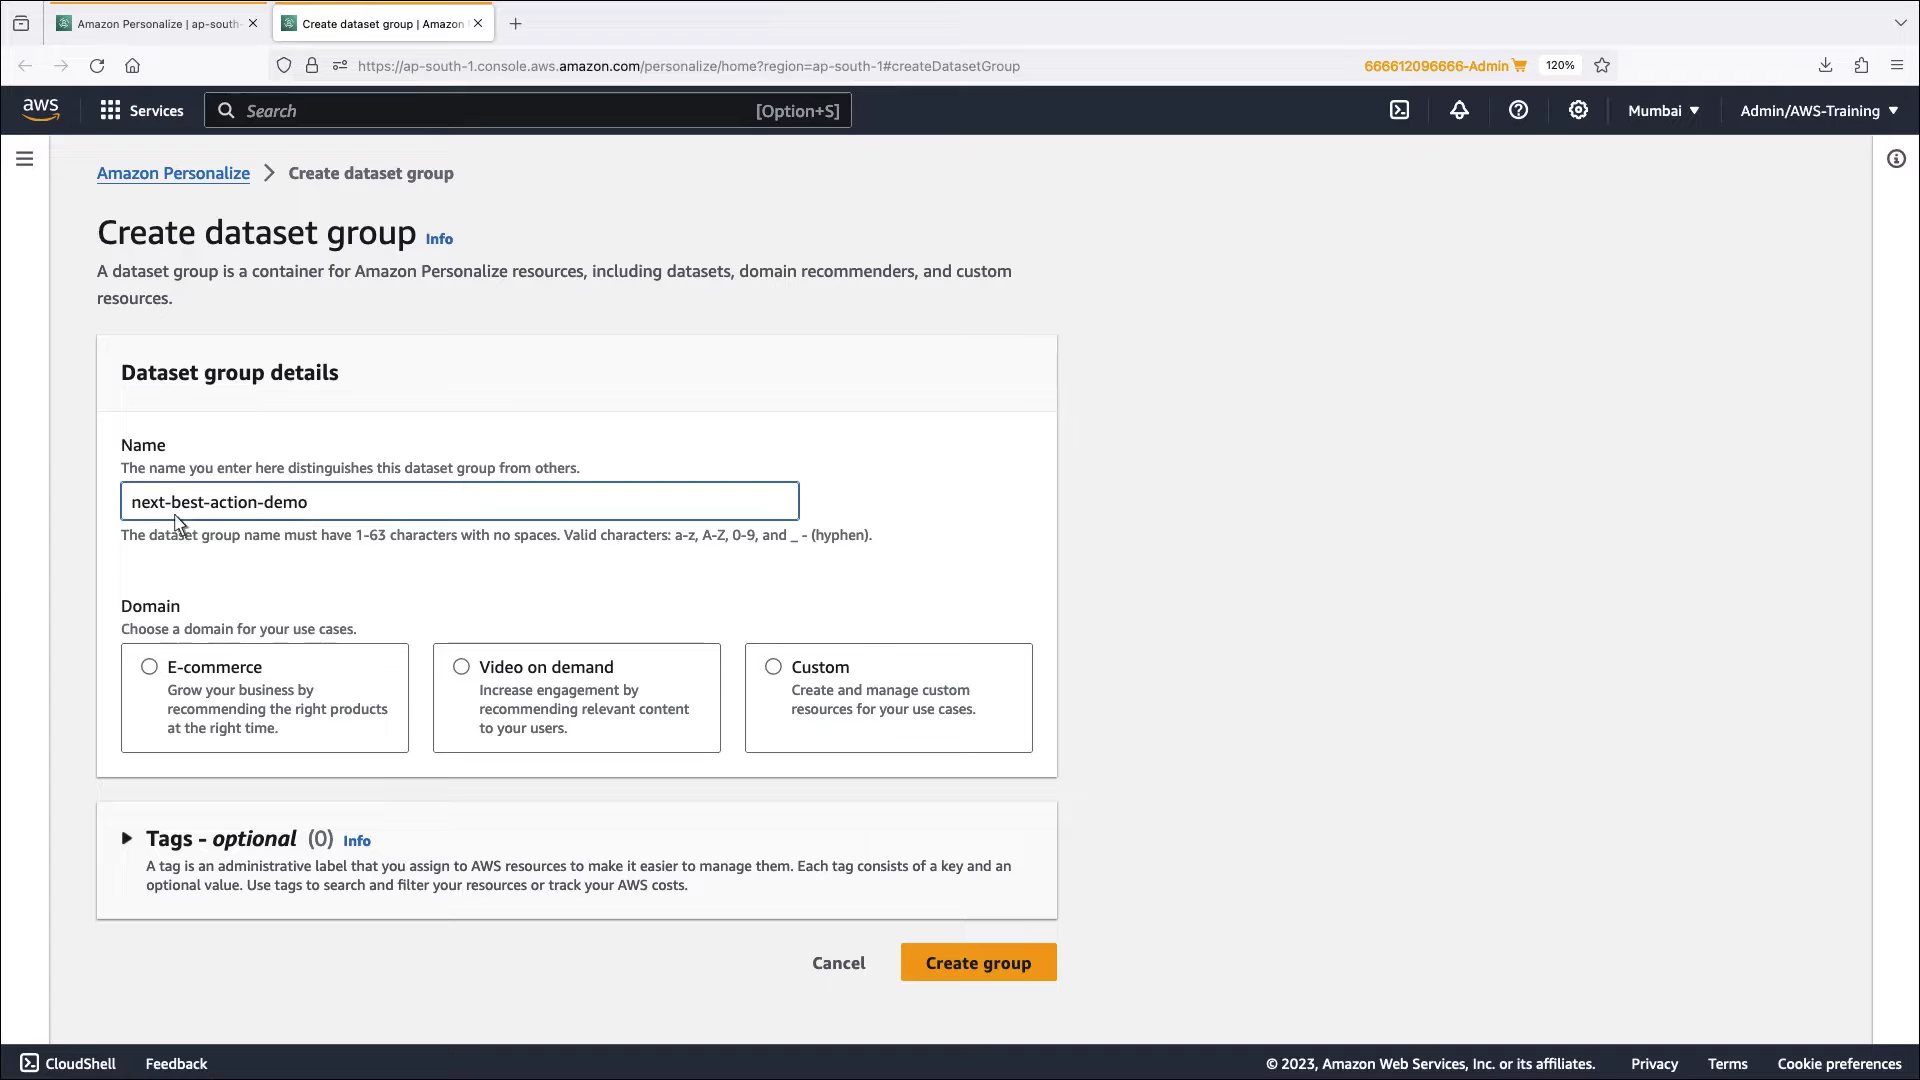 Amazon Personalize | ap-south-
Create dataset group | Amazon
https://ap-south-1.console.aws.amazon.com/personalize/home?region=ap-south-1#createDatasetGroup
666612096666-Admin
120%
aws
Services
Search
[Option+S]
Mumbai
Admin/AWS-Training
Amazon Personalize > Create dataset group
Create dataset group Info
A dataset group is a container for Amazon Personalize resources, including datasets, domain recommenders, and custom
resources.
Dataset group details
Name
The name you enter here distinguishes this dataset group from others.
next-best-action-demo
The dataset group name must have 1-63 characters with no spaces. Valid characters: a-z, A-Z, 0-9, and _ - (hyphen).
Domain
Choose a domain for your use cases.
E-commerce
Grow your business by
recommending the right products
at the right time.
Video on demand
Increase engagement by
recommending relevant content
to your users.
Custom
Create and manage custom
resources for your use cases.
Tags - optional (0) Info
A tag is an administrative label that you assign to AWS resources to make it easier to manage them. Each tag consists of a key and an
optional value. Use tags to search and filter your resources or track your AWS costs.
Cancel
Create group
CloudShell
Feedback
© 2023, Amazon Web Services, Inc. or its affiliates.
Privacy
Terms
Cookie preferences